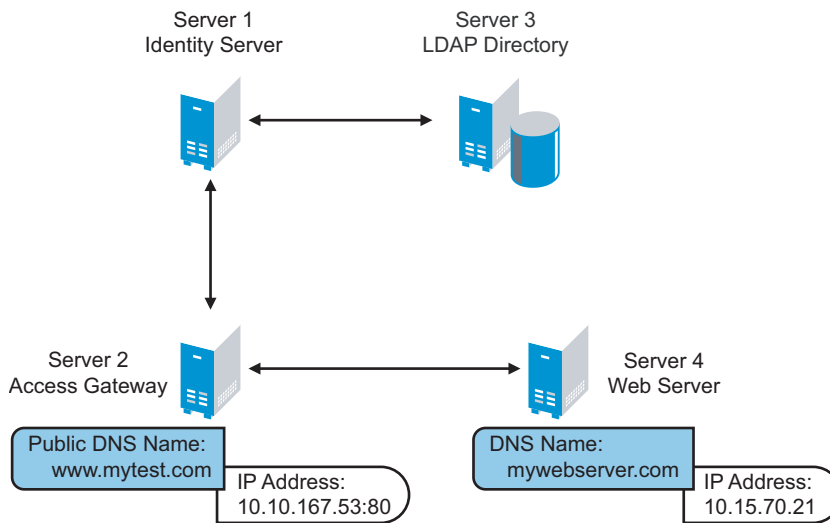 Server 1
Identity Server
Server 3
LDAP Directory
Server 2
Access Gateway
Server 4
Web Server
Public DNS Name:
www.mytest.com
IP Address:
10.10.167.53:80
DNS Name:
mywebserver.com
IP Address:
10.15.70.21